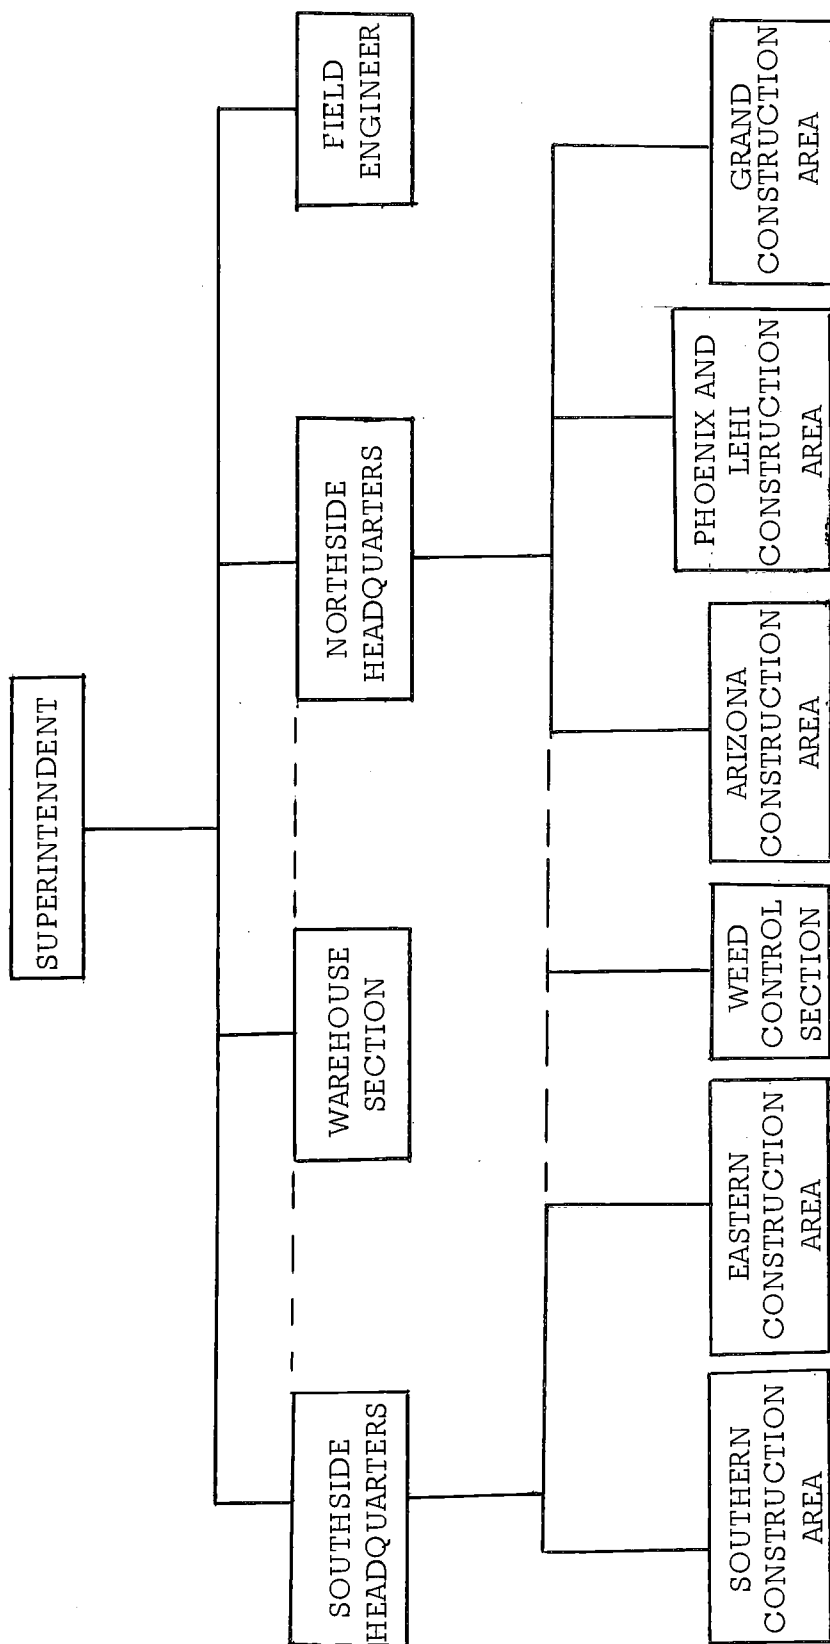 SUPERINTENDENT
SOUTHSIDE
HEADQUARTERS
WAREHOUSE
SECTION
NORTHSIDE
HEADQUARTERS
FIELD
ENGINEER
SOUTHERN
CONSTRUCTION
AREA
EASTERN
CONSTRUCTION
AREA
WEED
CONTROL
SECTION
ARIZONA
CONSTRUCTION
AREA
PHOENIX AND
LEHI
CONSTRUCTION
AREA
GRAND
CONSTRUCTION
AREA